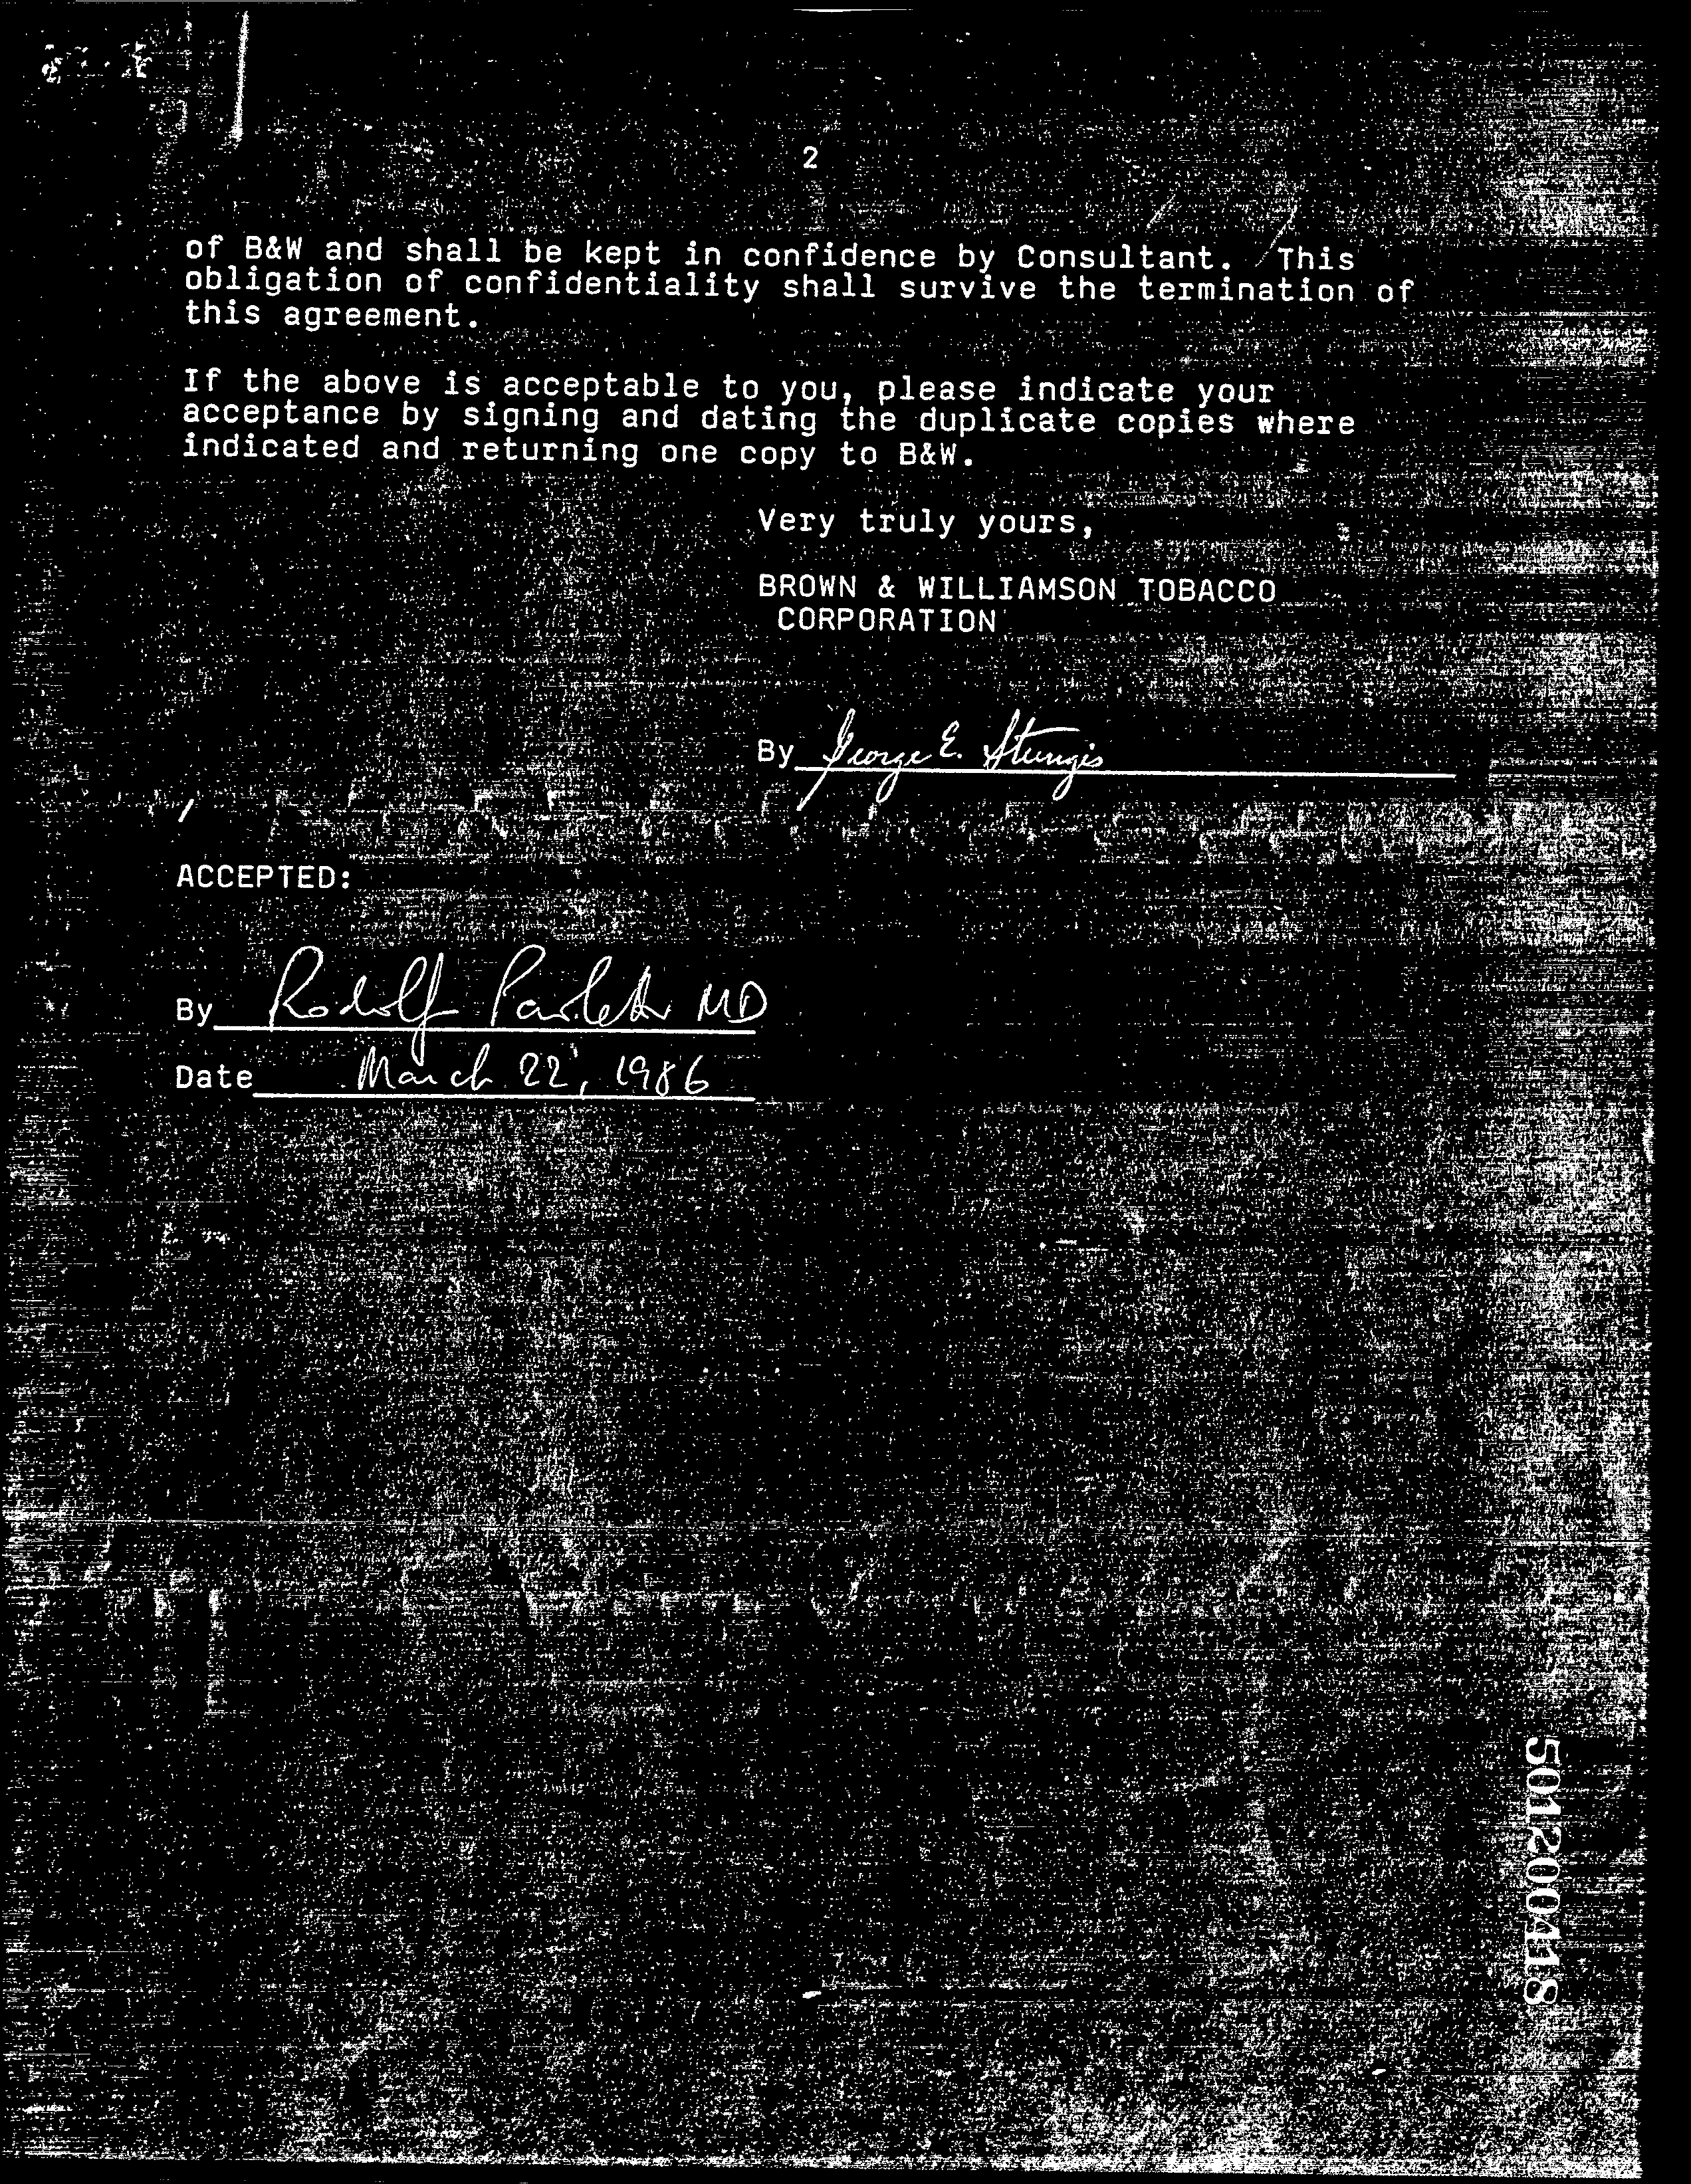 2
of B&W and shall be kept in confidence by Consultant. This
obligation of confidentiality shall survive the termination of
this agreement.
If the above is acceptable to you, please indicate your
acceptance by signing and dating the duplicate copies where
indicated and returning one copy to B&W.
Very truly yours,
BROWN & WILLIAMSON TOBACCO
CORPORATION
By George E. Sturgis
ACCEPTED:
By Rodolf MD
Date March 22, 1986
501200418